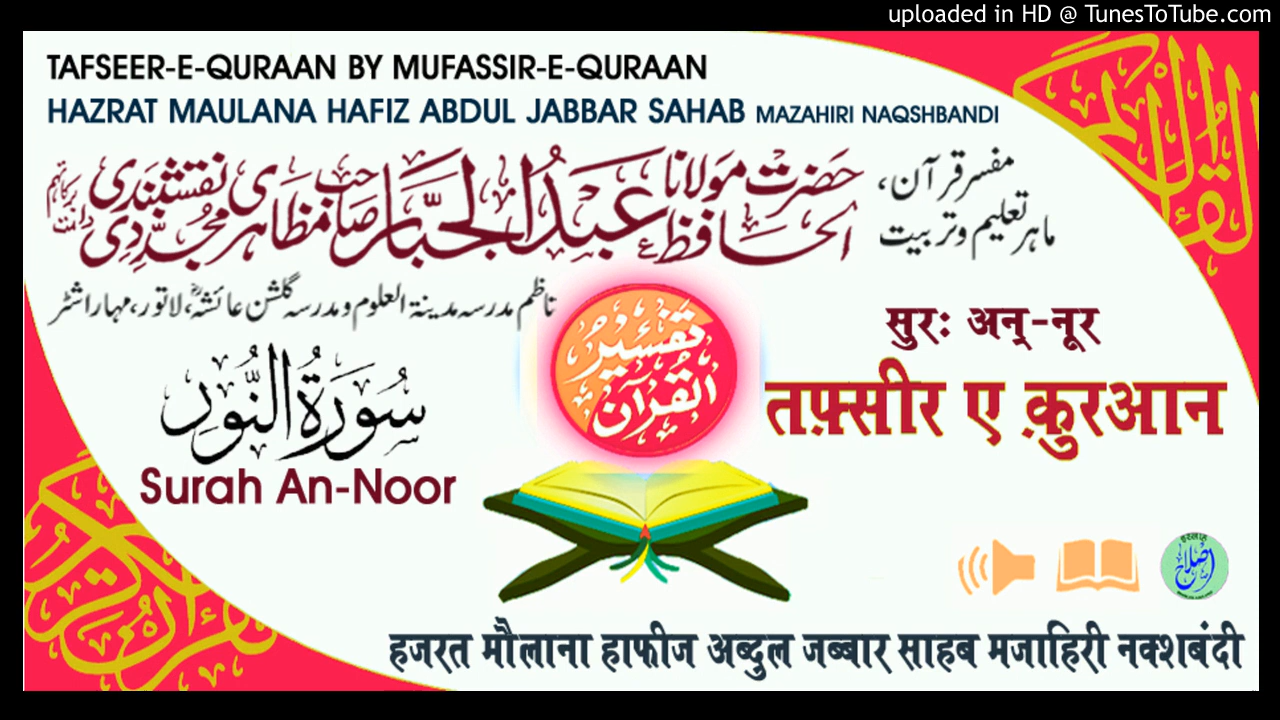 uploaded in HD @ TunesToTube.com
TAFSEER-E-QURAAN BY MUFASSIR-E-QURAAN
HAZRAT MAULANA HAFIZ ABDUL JABBAR SAHAB MAZAHIRI NAQSHBANDI
مفسر قرآن،
ماہر تعلیم و تربیت
حضرت مولانا الحافظ عبدالجبار صاحب مظاہری نقشبندی مجددی دامت برکاتہم
ناظم مدرسہ مدینۃ العلوم و مدرسہ گلشن عائشہؓ، لاتور، مہاراشٹر
سُورَةُ النُّور
Surah An-Noor
تفسير
القرآن
सुरः अन्-नूर
तफ़्सीर ए क़ुरआन
اصلاح
हजरत मौलाना हाफीज अब्दुल जब्बार साहब मजाहिरी नक्शबंदी